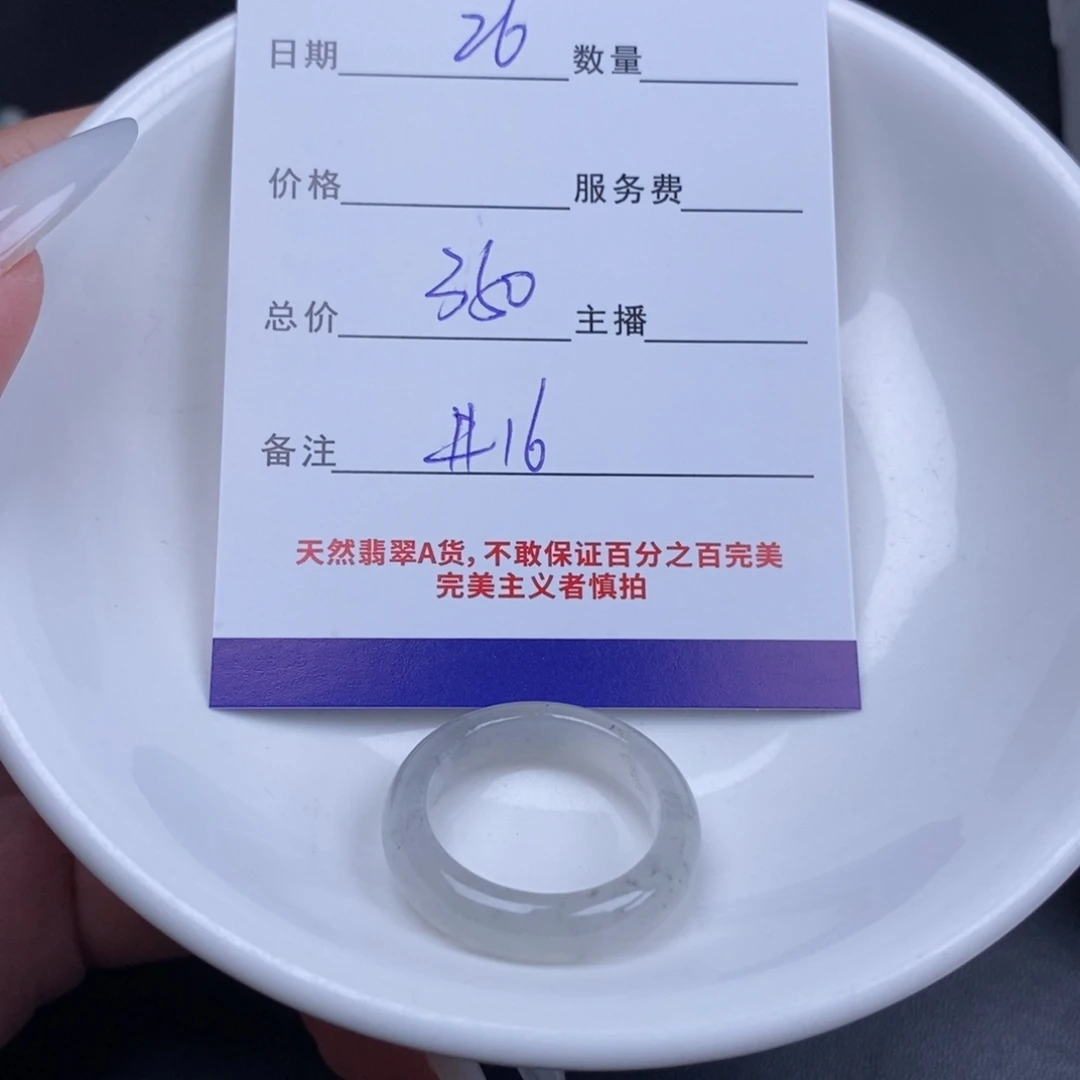 日期 26 数量
价格 服务费
总价 360 主播
备注 #16
天然翡翠A货,不敢保证百分之百完美
完美主义者慎拍